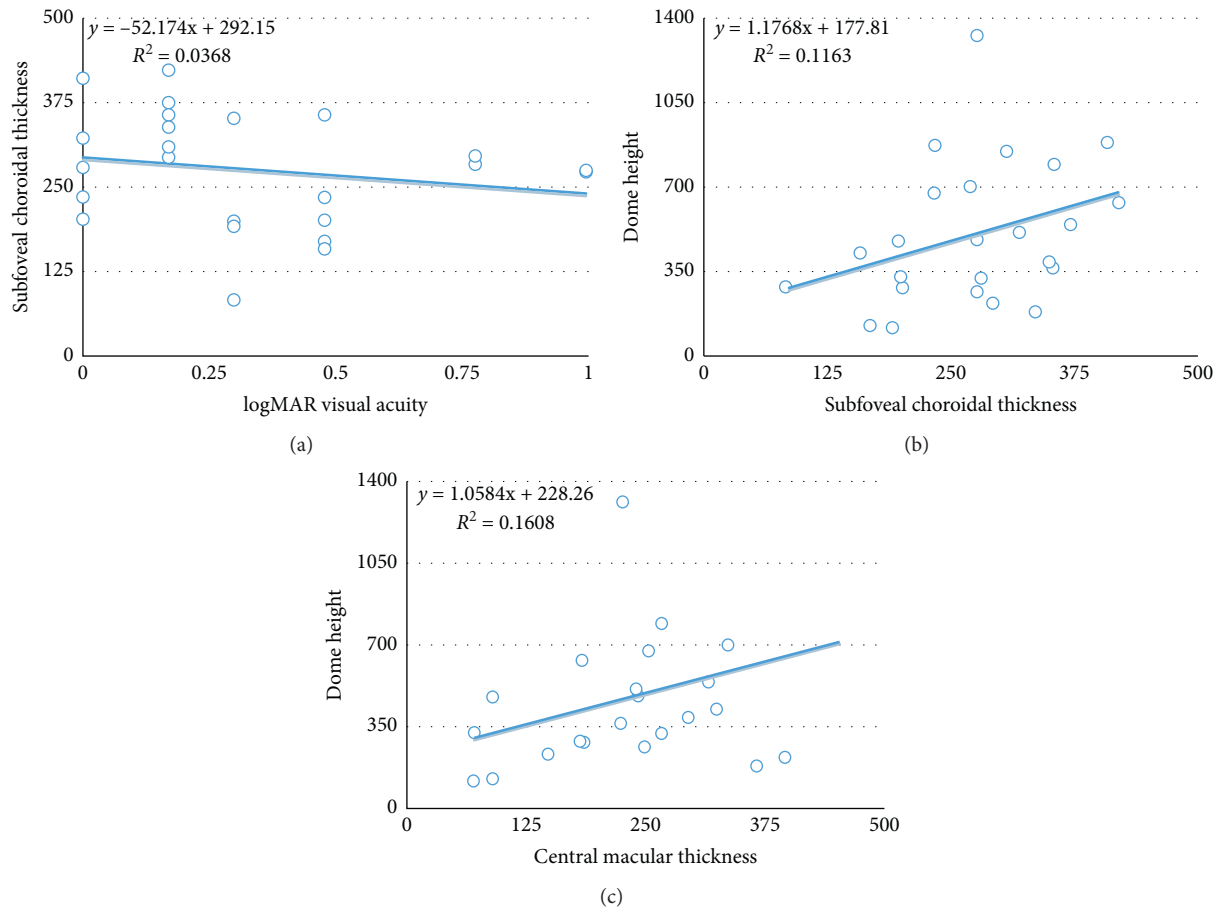 y = –52.174x + 292.15
R² = 0.0368
Subfoveal choroidal thickness
500
375
250
125
0
0 0.25 0.5 0.75 1
logMAR visual acuity
(a)
y = 1.1768x + 177.81
R² = 0.1163
Dome height
1400
1050
700
350
0
0 125 250 375 500
Subfoveal choroidal thickness
(b)
y = 1.0584x + 228.26
R² = 0.1608
Dome height
1400
1050
700
350
0
0 125 250 375 500
Central macular thickness
(c)